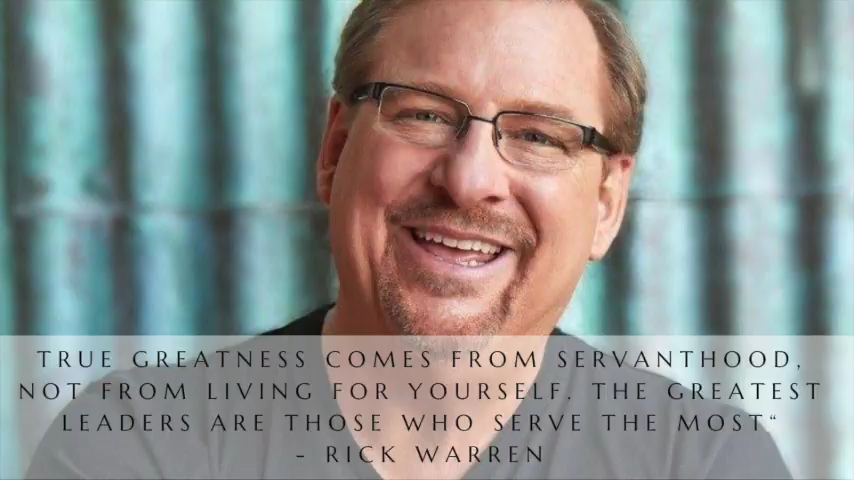 TRUE GREATNESS COMES FROM SERVANTHOOD,
NOT FROM LIVING FOR YOURSELF. THE GREATEST
LEADERS ARE THOSE WHO SERVE THE MOST“
- RICK WARREN